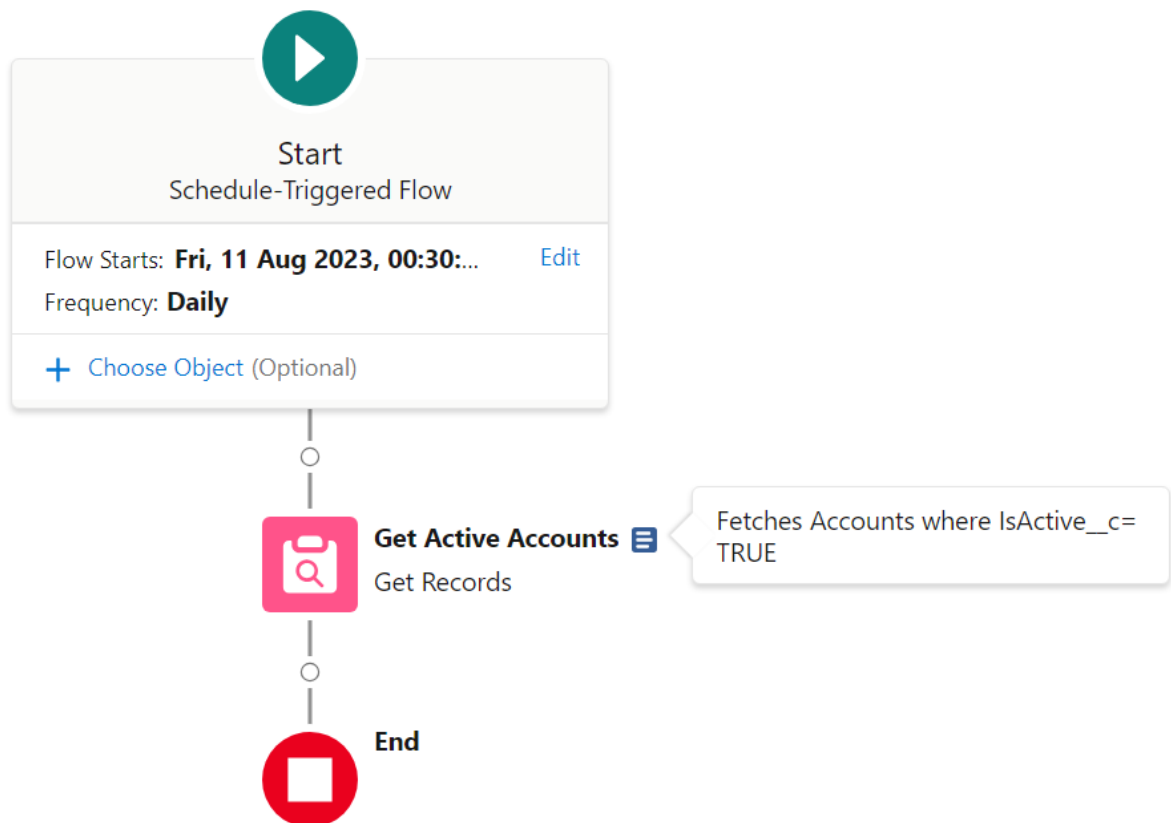 Start
Schedule-Triggered Flow
Flow Starts: Fri, 11 Aug 2023, 00:30:...
Edit
Frequency: Daily
Choose Object (Optional)
Get Active Accounts
Get Records
Fetches Accounts where IsActive__c=
TRUE
End